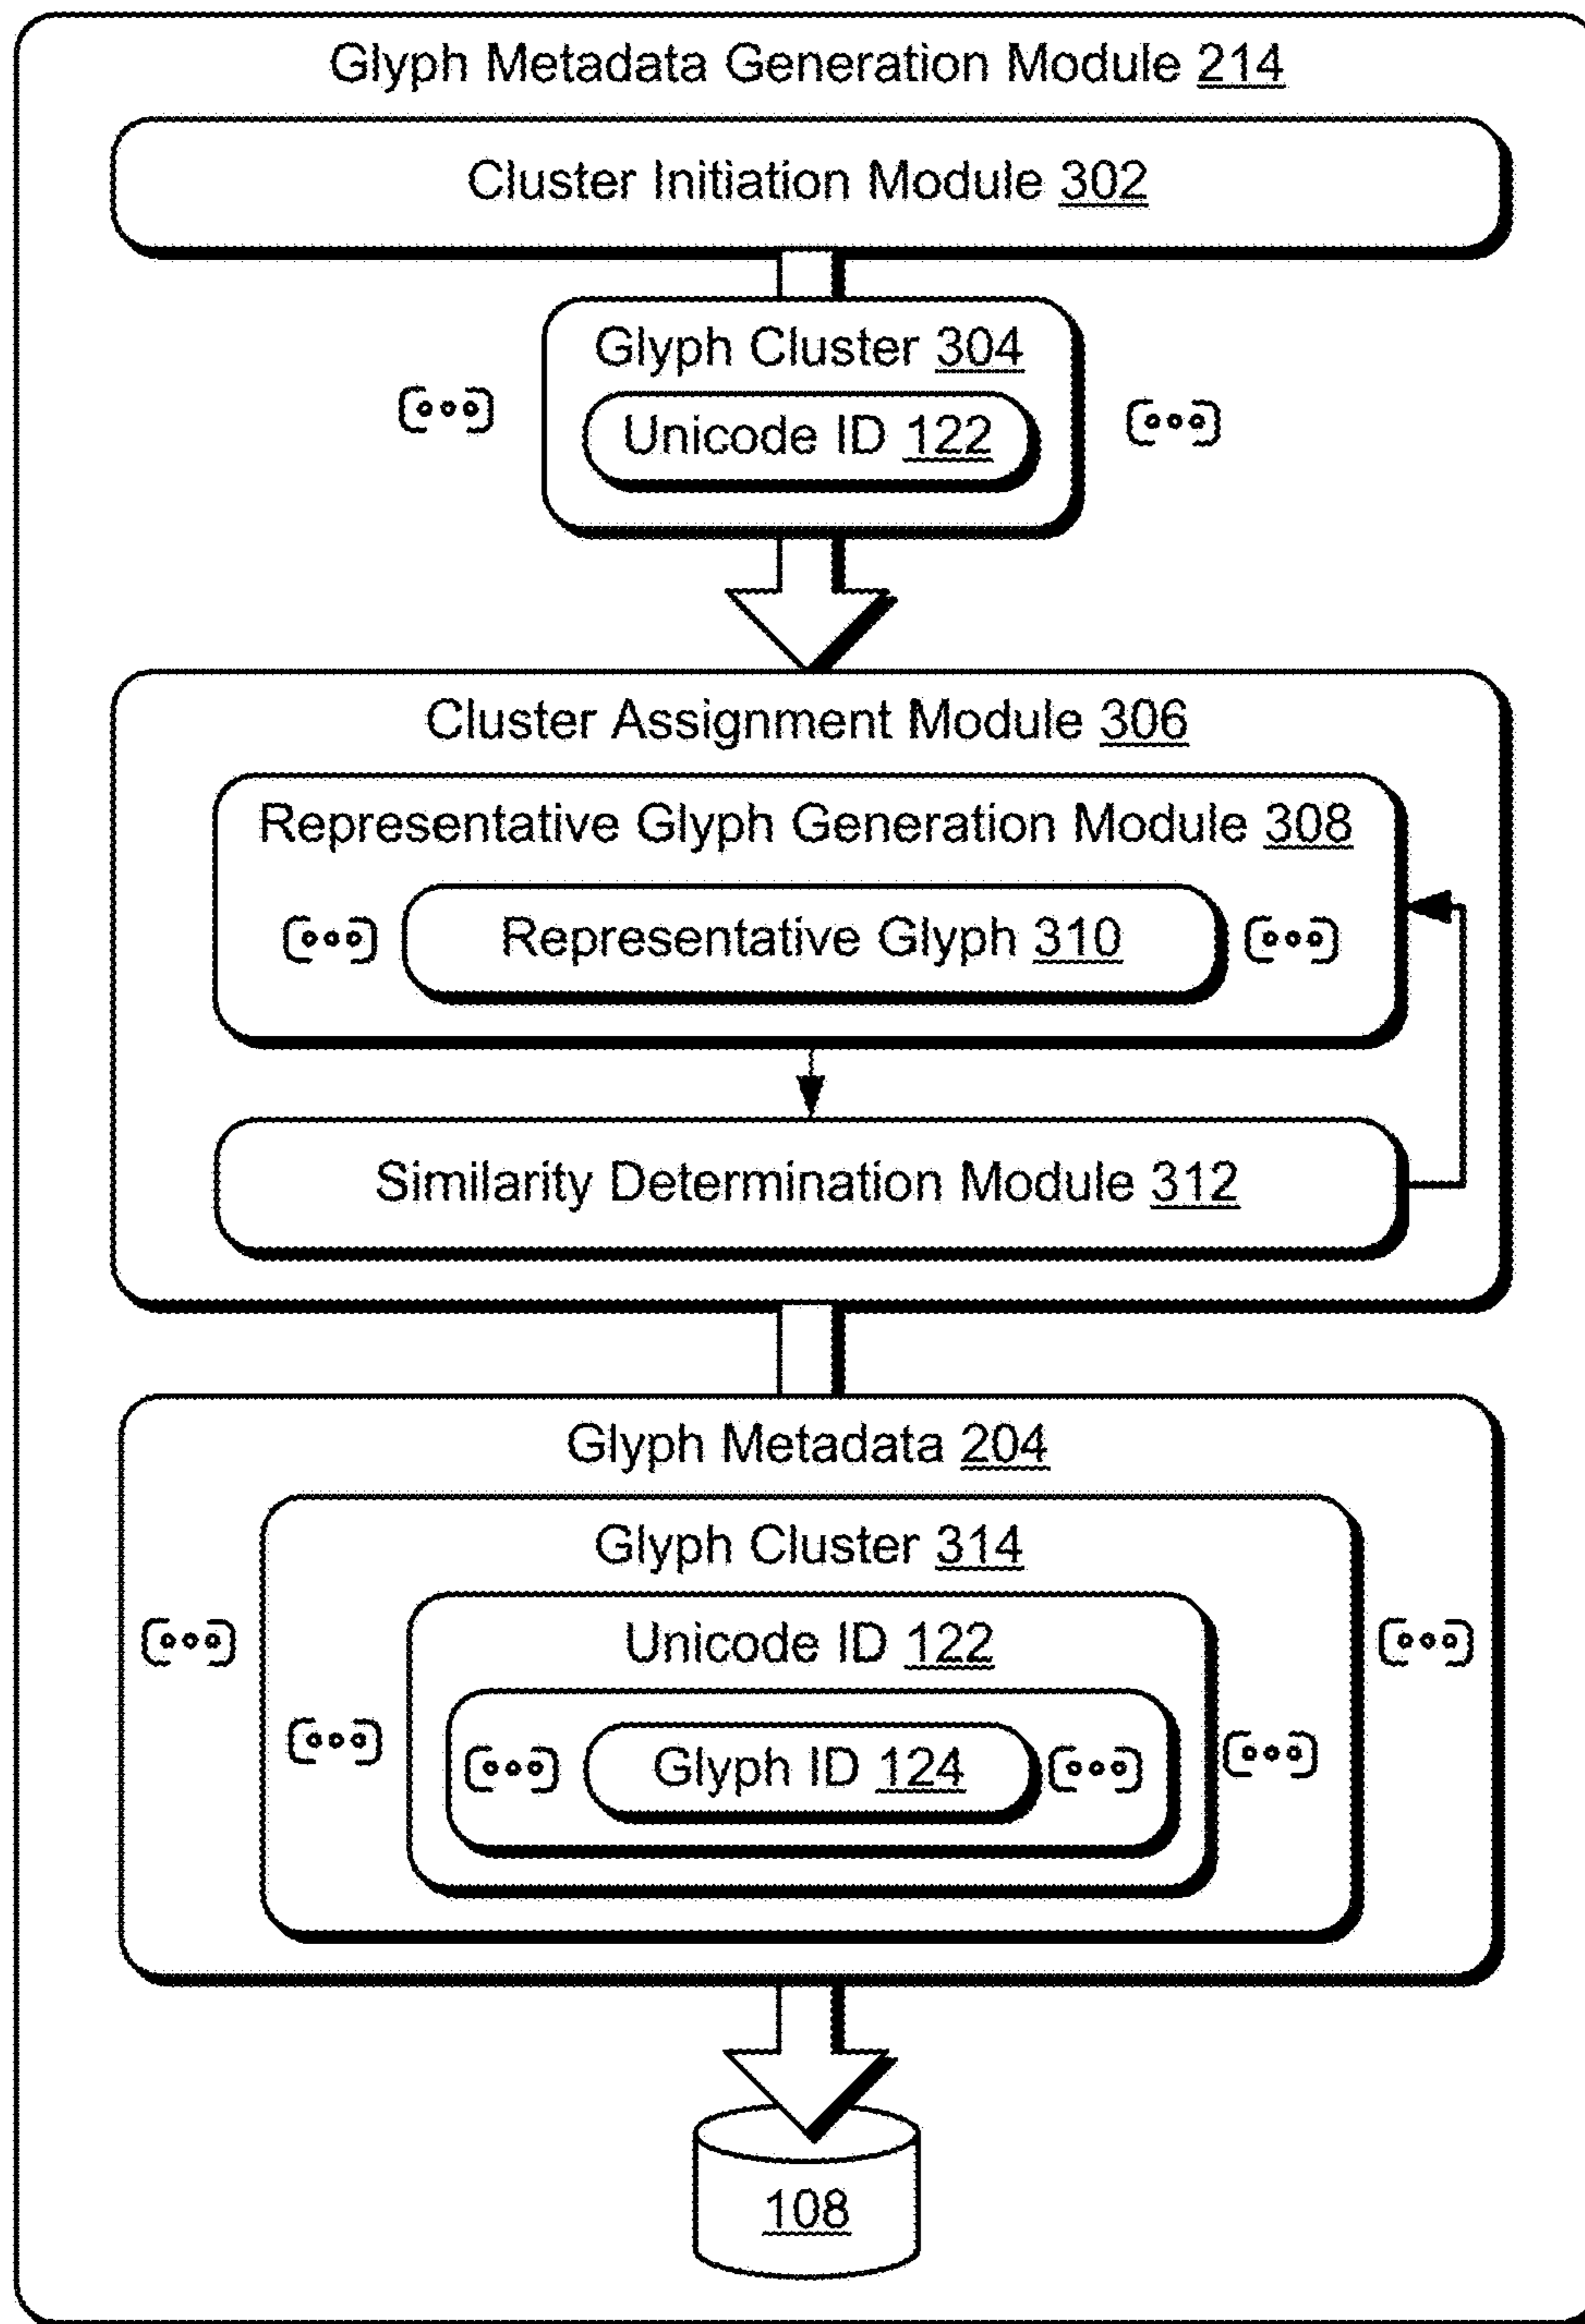 Glyph Metadata Generation Module 214
Cluster Initiation Module 302
Glyph Cluster 304
Unicode ID 122
Cluster Assignment Module 306
Representative Glyph Generation Module 308
Representative Glyph 310
Similarity Determination Module 312
Glyph Metadata 204
Glyph Cluster 314
Unicode ID 122
Glyph ID 124
108